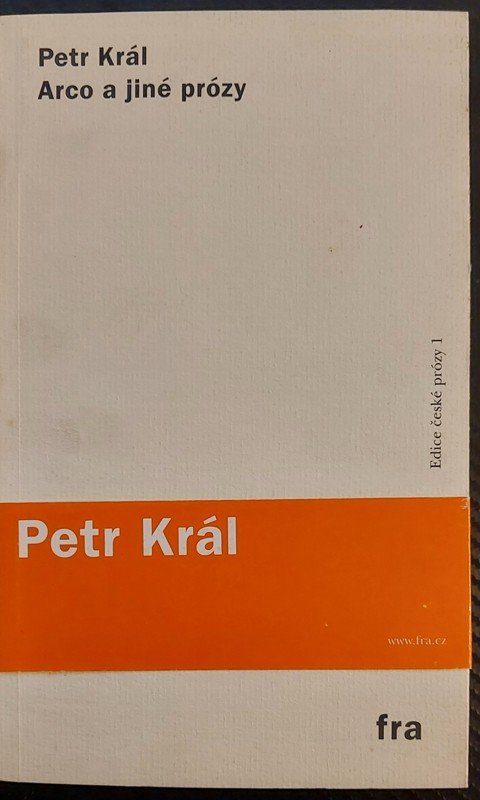 Petr Král
Arco a jiné prózy
Edice české prózy 1
Petr Král
www.fra.cz
fra